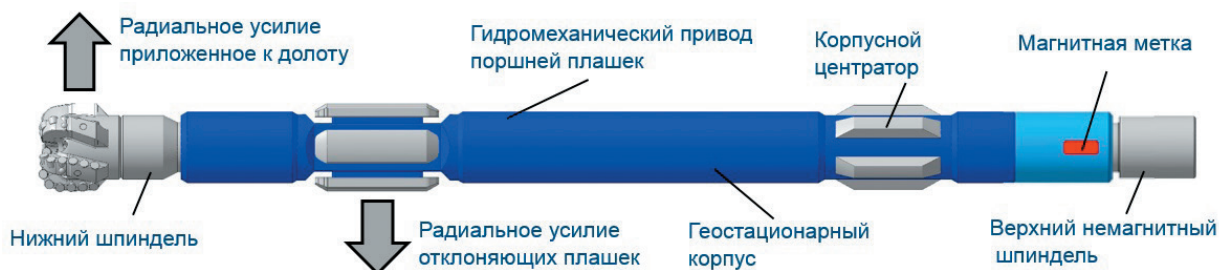 Радиальное усилие
приложенное к долоту
Гидромеханический привод
поршней плашек
Корпусной
центратор
Магнитная метка
Нижний шпиндель
Радиальное усилие
отклоняющих плашек
Геостационарный
корпус
Верхний немагнитный
шпиндель